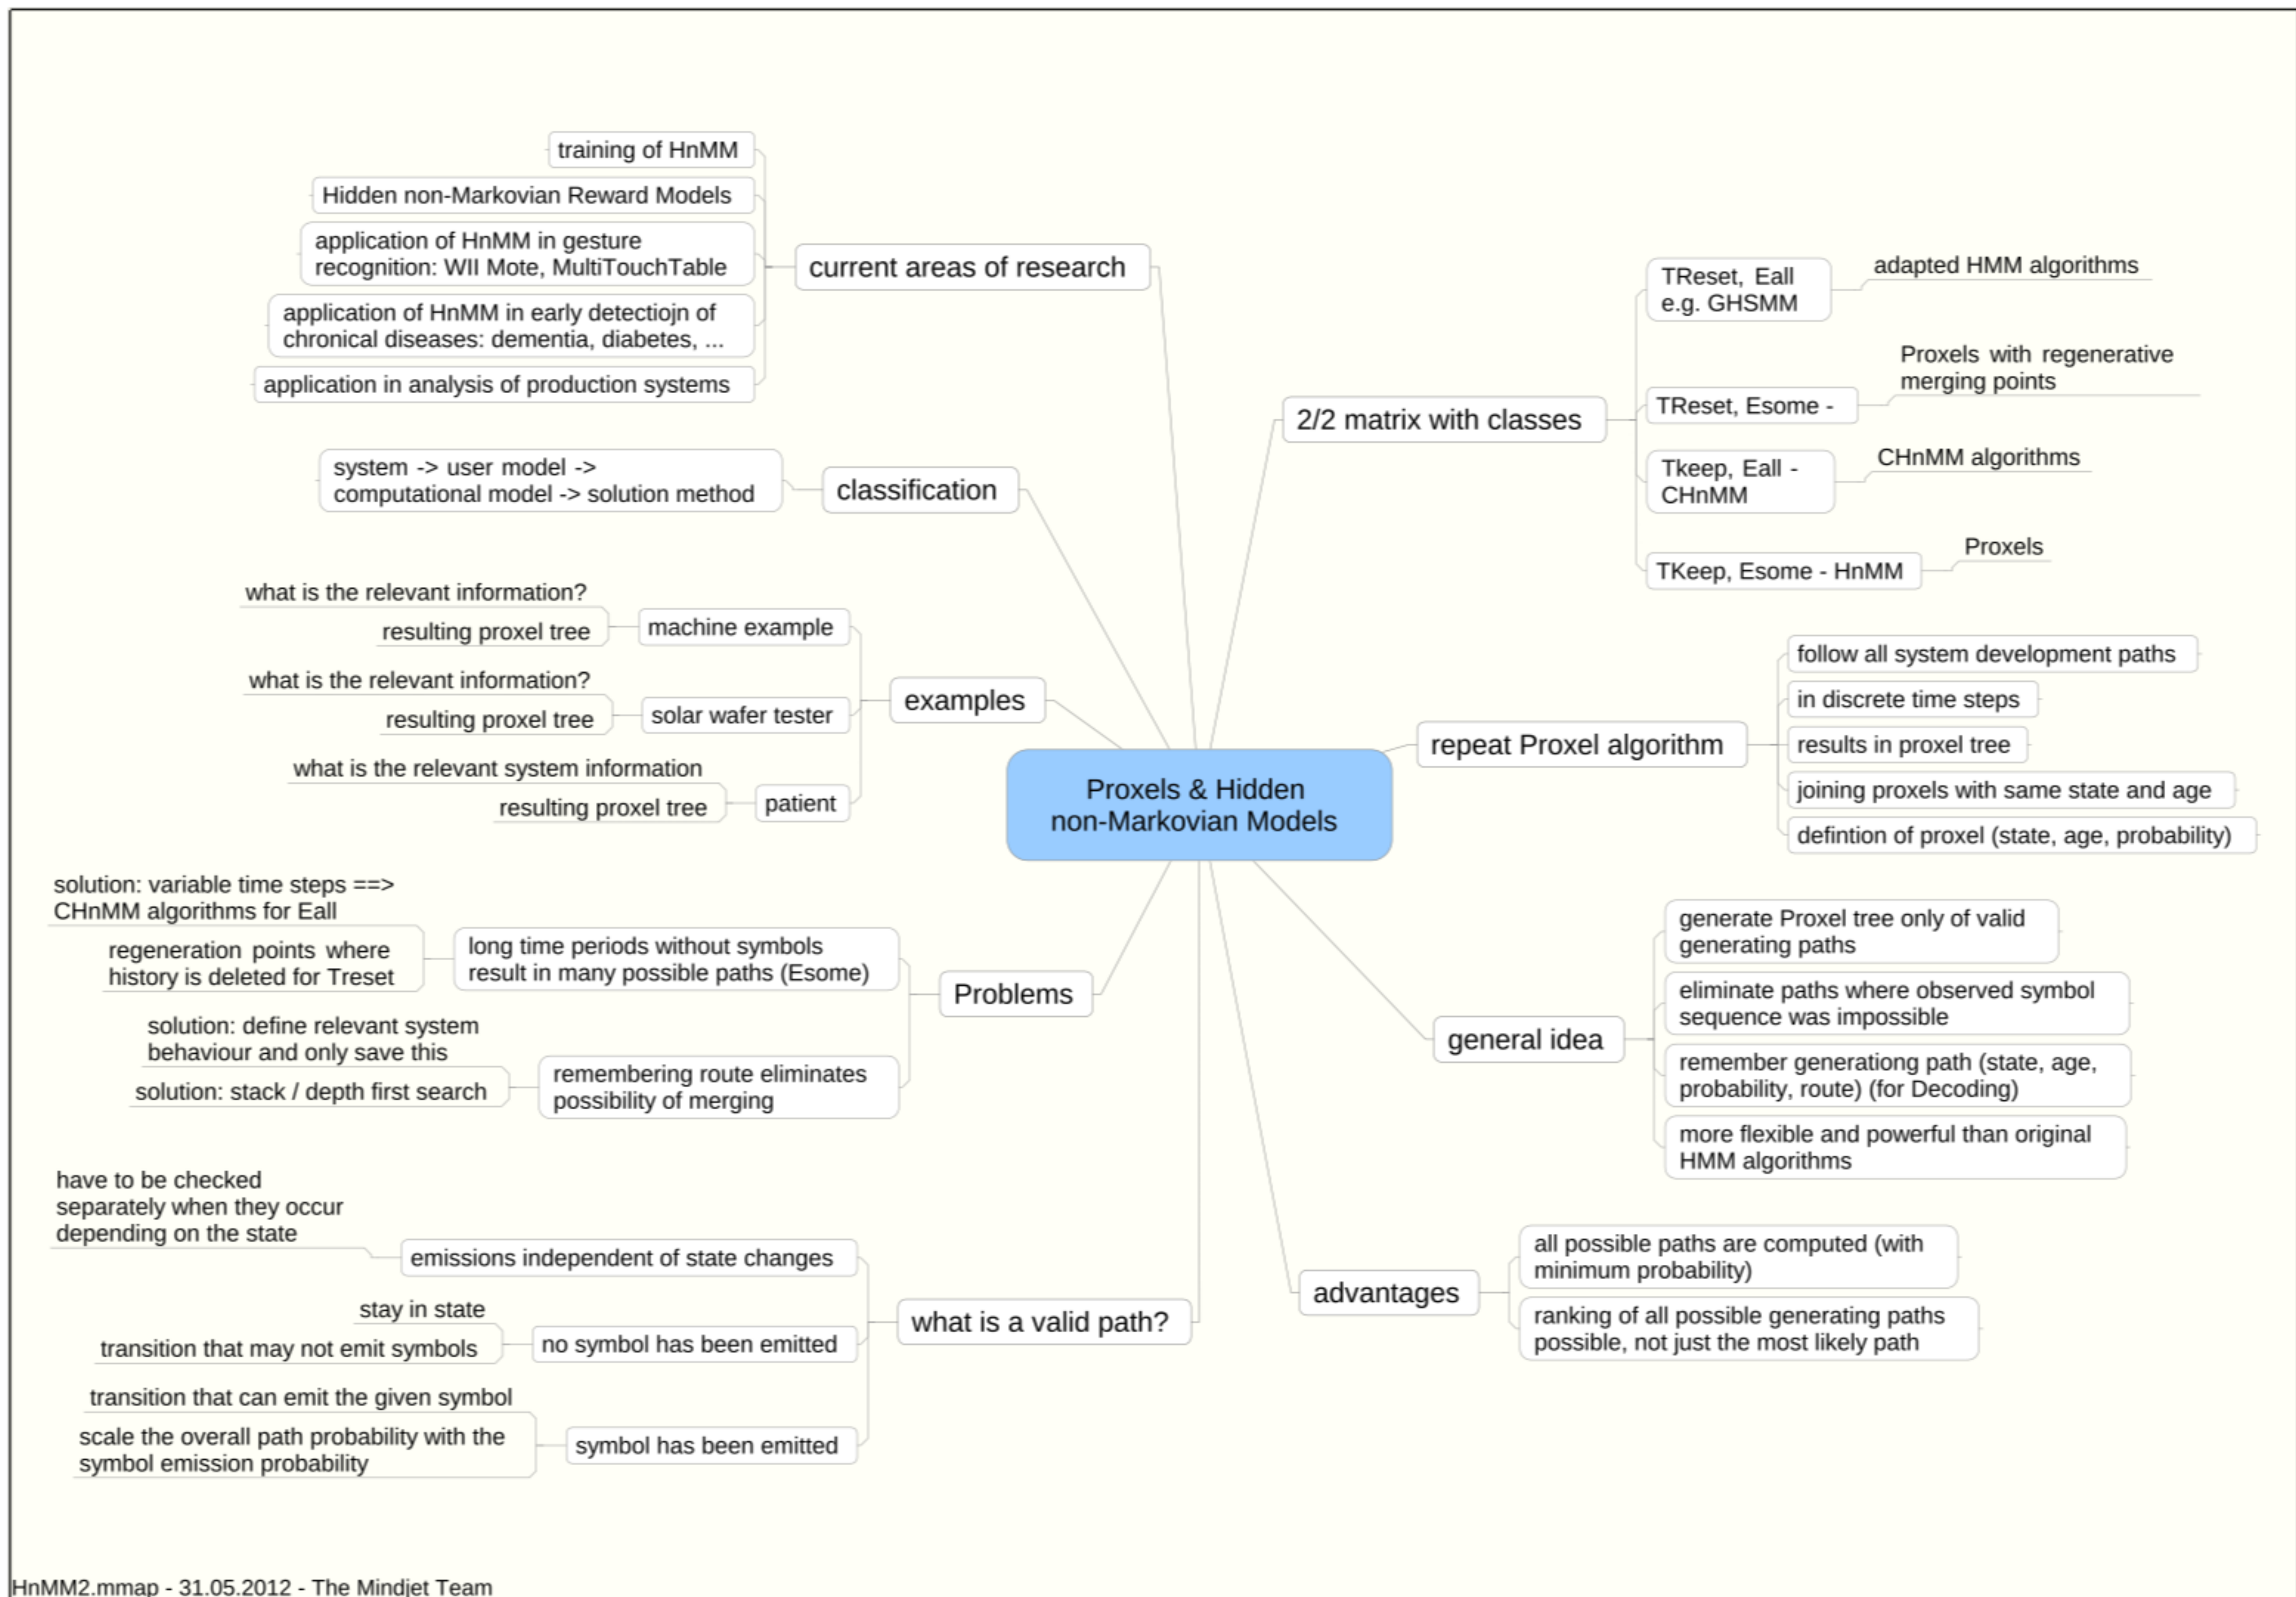 Proxels & Hidden
non-Markovian Models
2/2 matrix with classes
TReset, Eall
e.g. GHSMM
adapted HMM algorithms
TReset, Esome -
Proxels with regenerative
merging points
Tkeep, Eall -
CHnMM
CHnMM algorithms
TKeep, Esome - HnMM
Proxels
repeat Proxel algorithm
follow all system development paths
in discrete time steps
results in proxel tree
joining proxels with same state and age
defintion of proxel (state, age, probability)
general idea
generate Proxel tree only of valid
generating paths
eliminate paths where observed symbol
sequence was impossible
remember generationg path (state, age,
probability, route) (for Decoding)
more flexible and powerful than original
HMM algorithms
advantages
all possible paths are computed (with
minimum probability)
ranking of all possible generating paths
possible, not just the most likely path
current areas of research
training of HnMM
Hidden non-Markovian Reward Models
application of HnMM in gesture
recognition: WII Mote, MultiTouchTable
application of HnMM in early detectiojn of
chronical diseases: dementia, diabetes, ...
application in analysis of production systems
classification
system -> user model ->
computational model -> solution method
examples
machine example
what is the relevant information?
resulting proxel tree
solar wafer tester
what is the relevant information?
resulting proxel tree
patient
what is the relevant system information
resulting proxel tree
Problems
long time periods without symbols
result in many possible paths (Esome)
solution: variable time steps ==>
CHnMM algorithms for Eall
regeneration points where
history is deleted for Treset
remembering route eliminates
possibility of merging
solution: define relevant system
behaviour and only save this
solution: stack / depth first search
what is a valid path?
emissions independent of state changes
have to be checked
separately when they occur
depending on the state
no symbol has been emitted
stay in state
transition that may not emit symbols
symbol has been emitted
transition that can emit the given symbol
scale the overall path probability with the
symbol emission probability
HnMM2.mmap - 31.05.2012 - The Mindjet Team